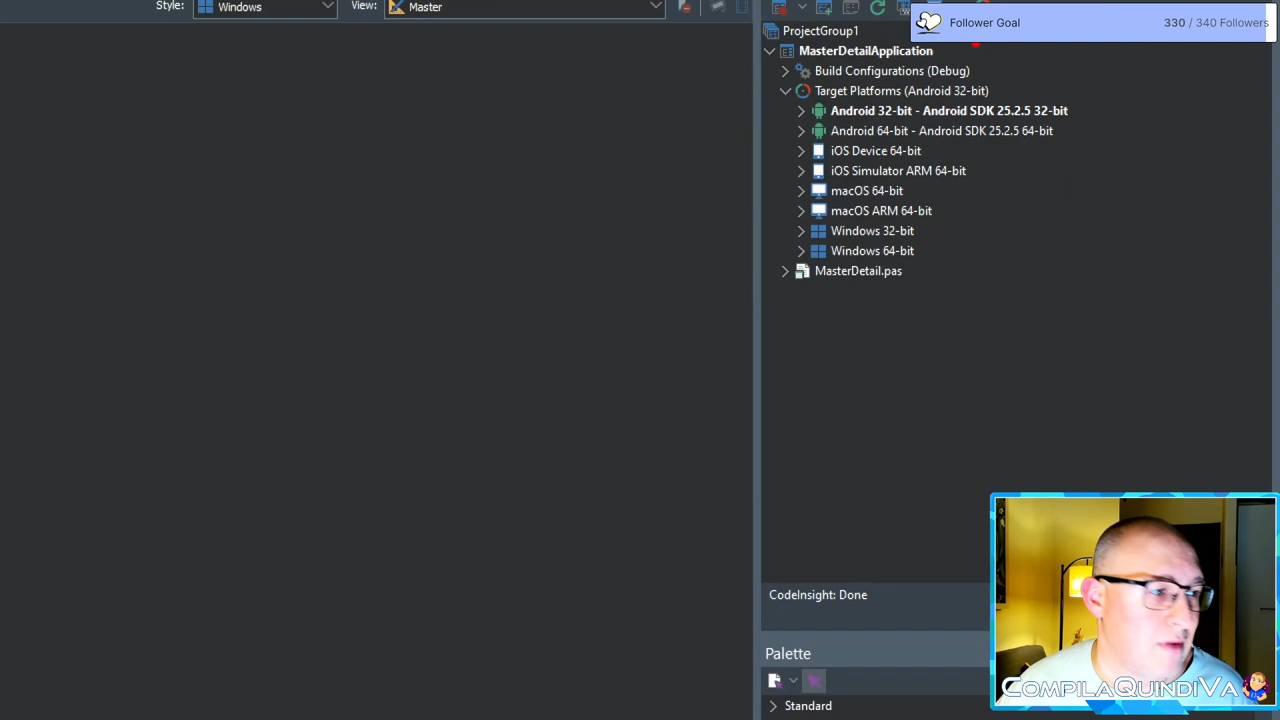 Style: Windows View: Master
Follower Goal 330 / 340 Followers
ProjectGroup1
MasterDetailApplication
Build Configurations (Debug)
Target Platforms (Android 32-bit)
Android 32-bit - Android SDK 25.2.5 32-bit
Android 64-bit - Android SDK 25.2.5 64-bit
iOS Device 64-bit
iOS Simulator ARM 64-bit
macOS 64-bit
macOS ARM 64-bit
Windows 32-bit
Windows 64-bit
MasterDetail.pas
CodeInsight: Done
Palette
Standard
CompilaQuindiVa